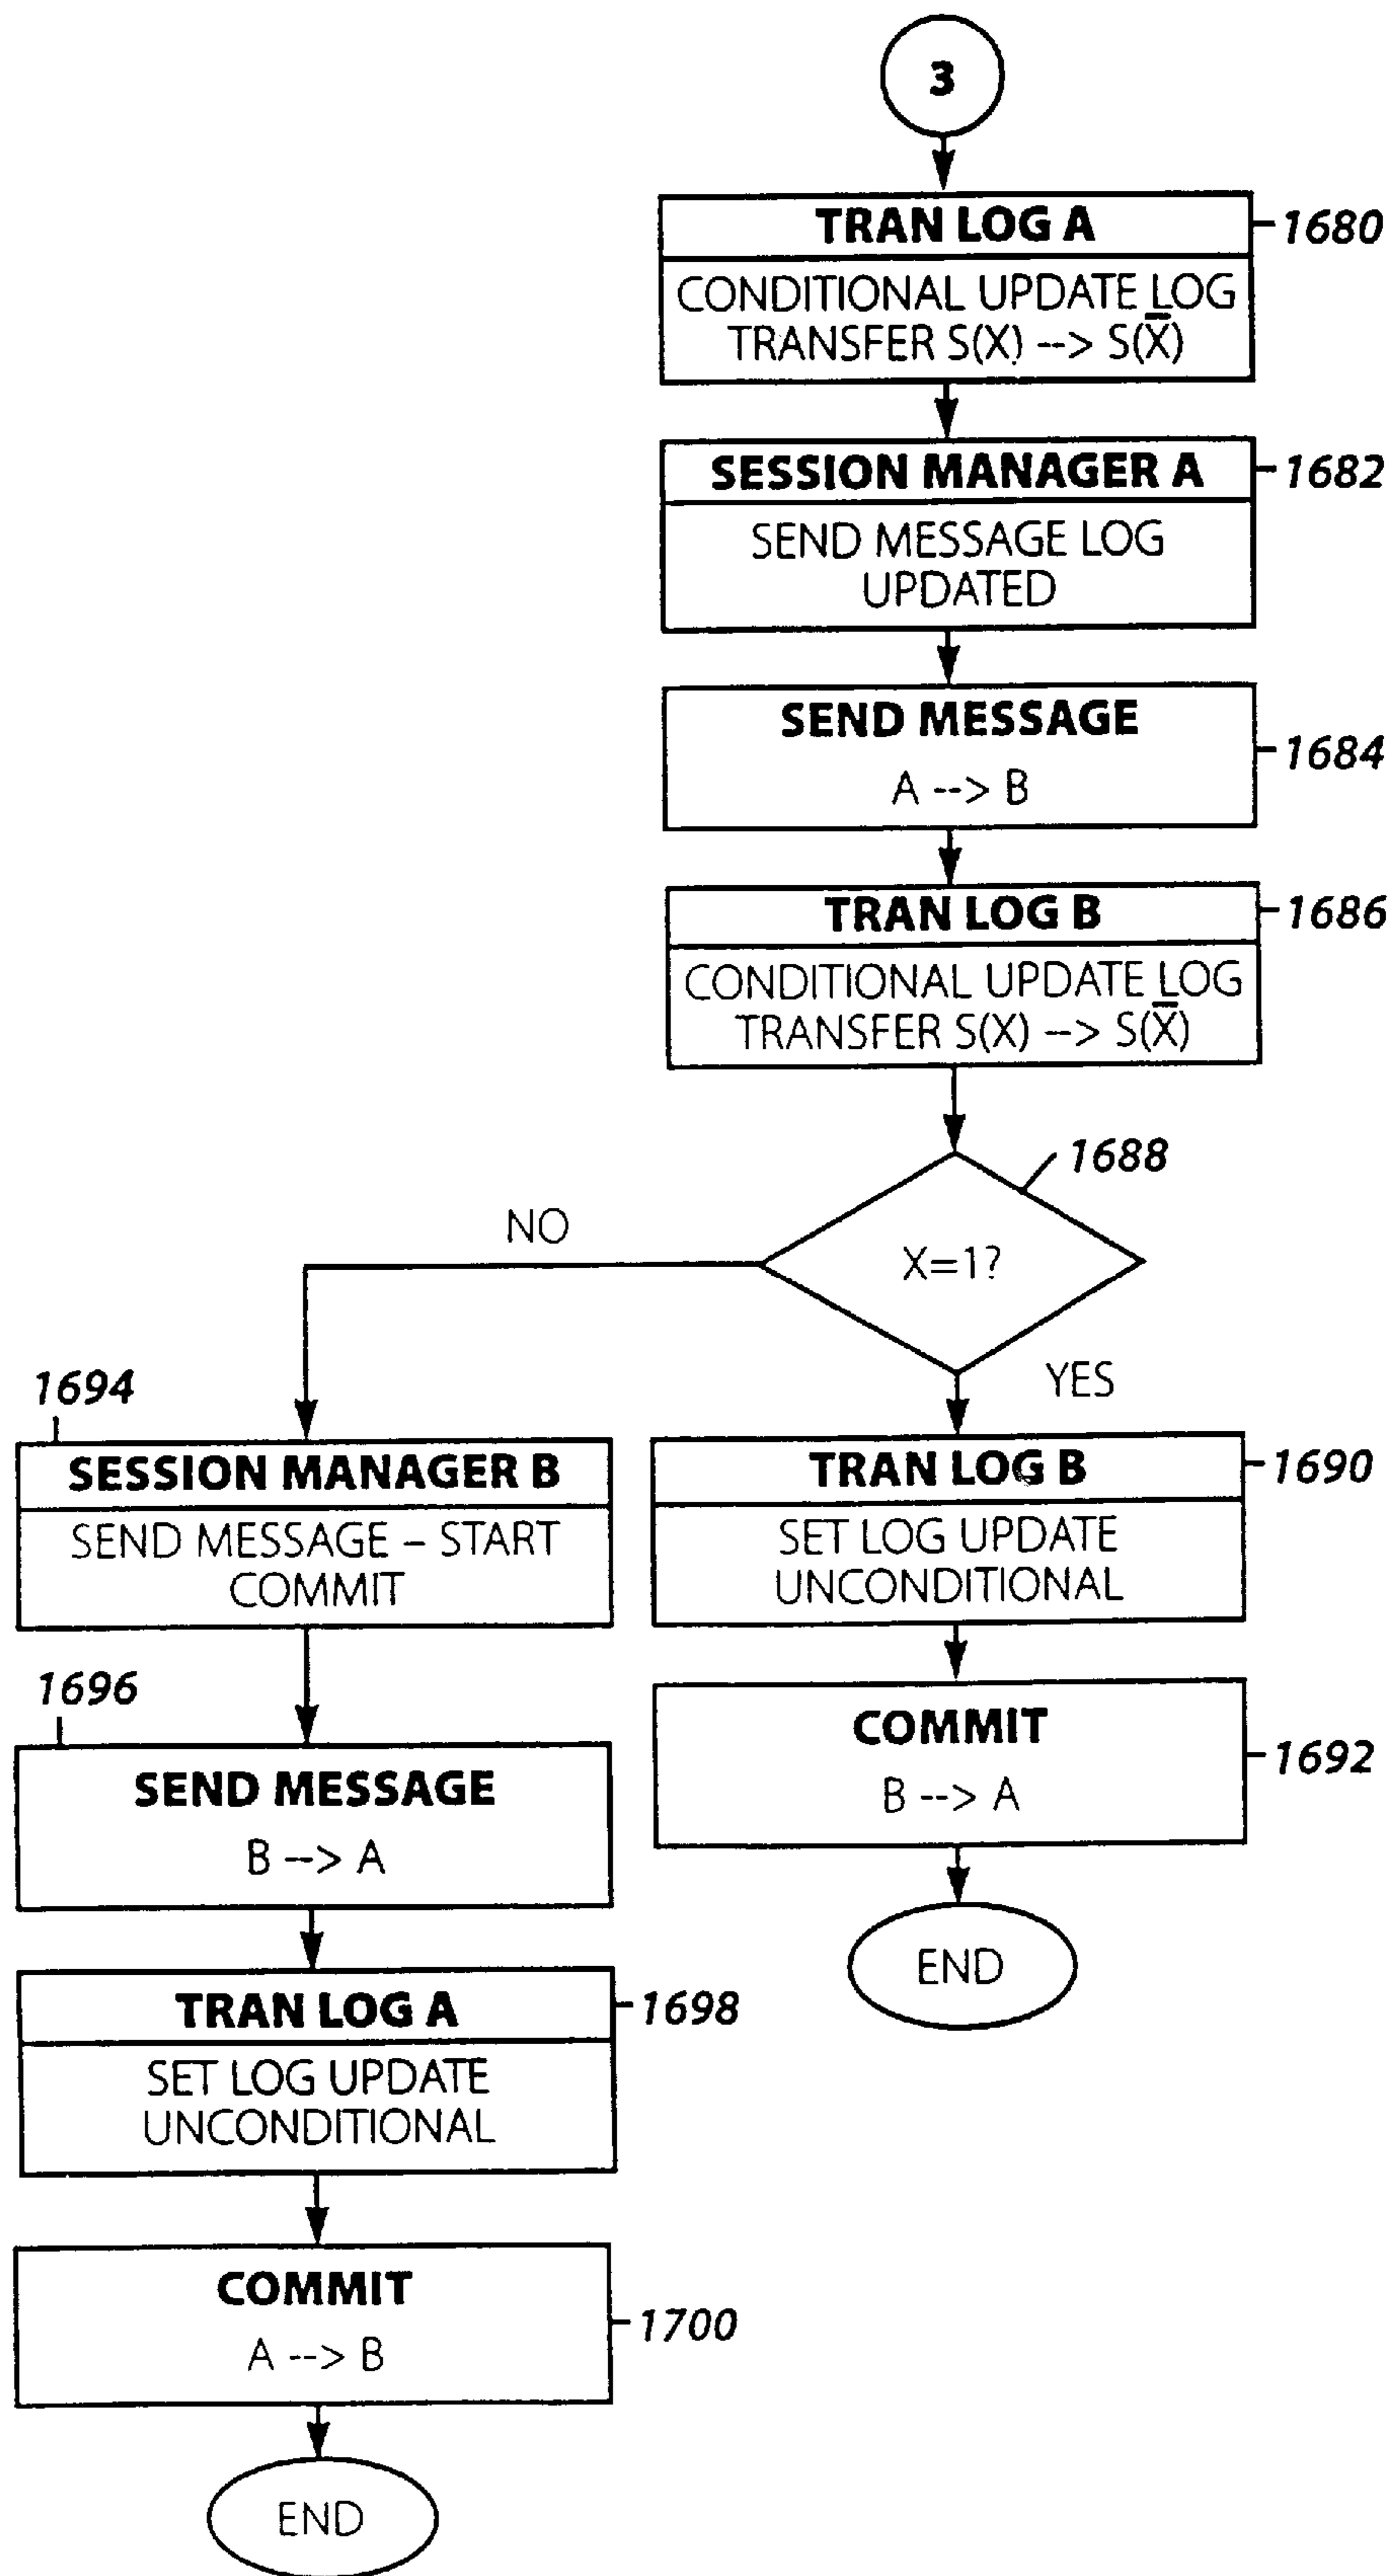 3
TRAN LOG A
1680
CONDITIONAL UPDATE LOG
TRANSFER S(X) --> S(X̅)
SESSION MANAGER A
1682
SEND MESSAGE LOG
UPDATED
SEND MESSAGE
1684
A --> B
TRAN LOG B
1686
CONDITIONAL UPDATE LOG
TRANSFER S(X) --> S(X̅)
1688
X=1?
NO
YES
1694
SESSION MANAGER B
SEND MESSAGE – START
COMMIT
1696
SEND MESSAGE
B --> A
TRAN LOG A
1698
SET LOG UPDATE
UNCONDITIONAL
COMMIT
1700
A --> B
END
TRAN LOG B
1690
SET LOG UPDATE
UNCONDITIONAL
COMMIT
1692
B --> A
END